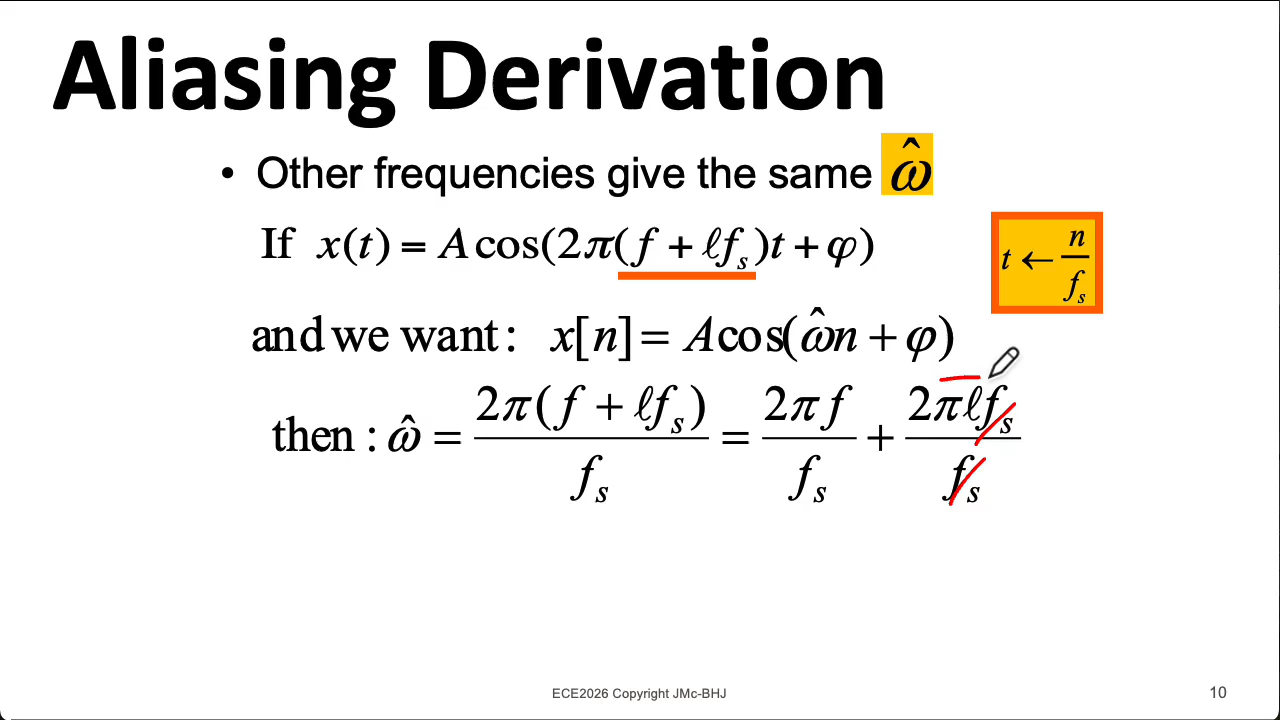 Aliasing Derivation
• Other frequencies give the same ω̂
If x(t) = A cos(2π(f + ℓf_s)t + φ)
t ← n/f_s
and we want : x[n] = A cos(ω̂n + φ)
then : ω̂ = 2π(f + ℓf_s)/f_s = 2πf/f_s + 2πℓf_s/f_s
ECE2026 Copyright JMc-BHJ
10